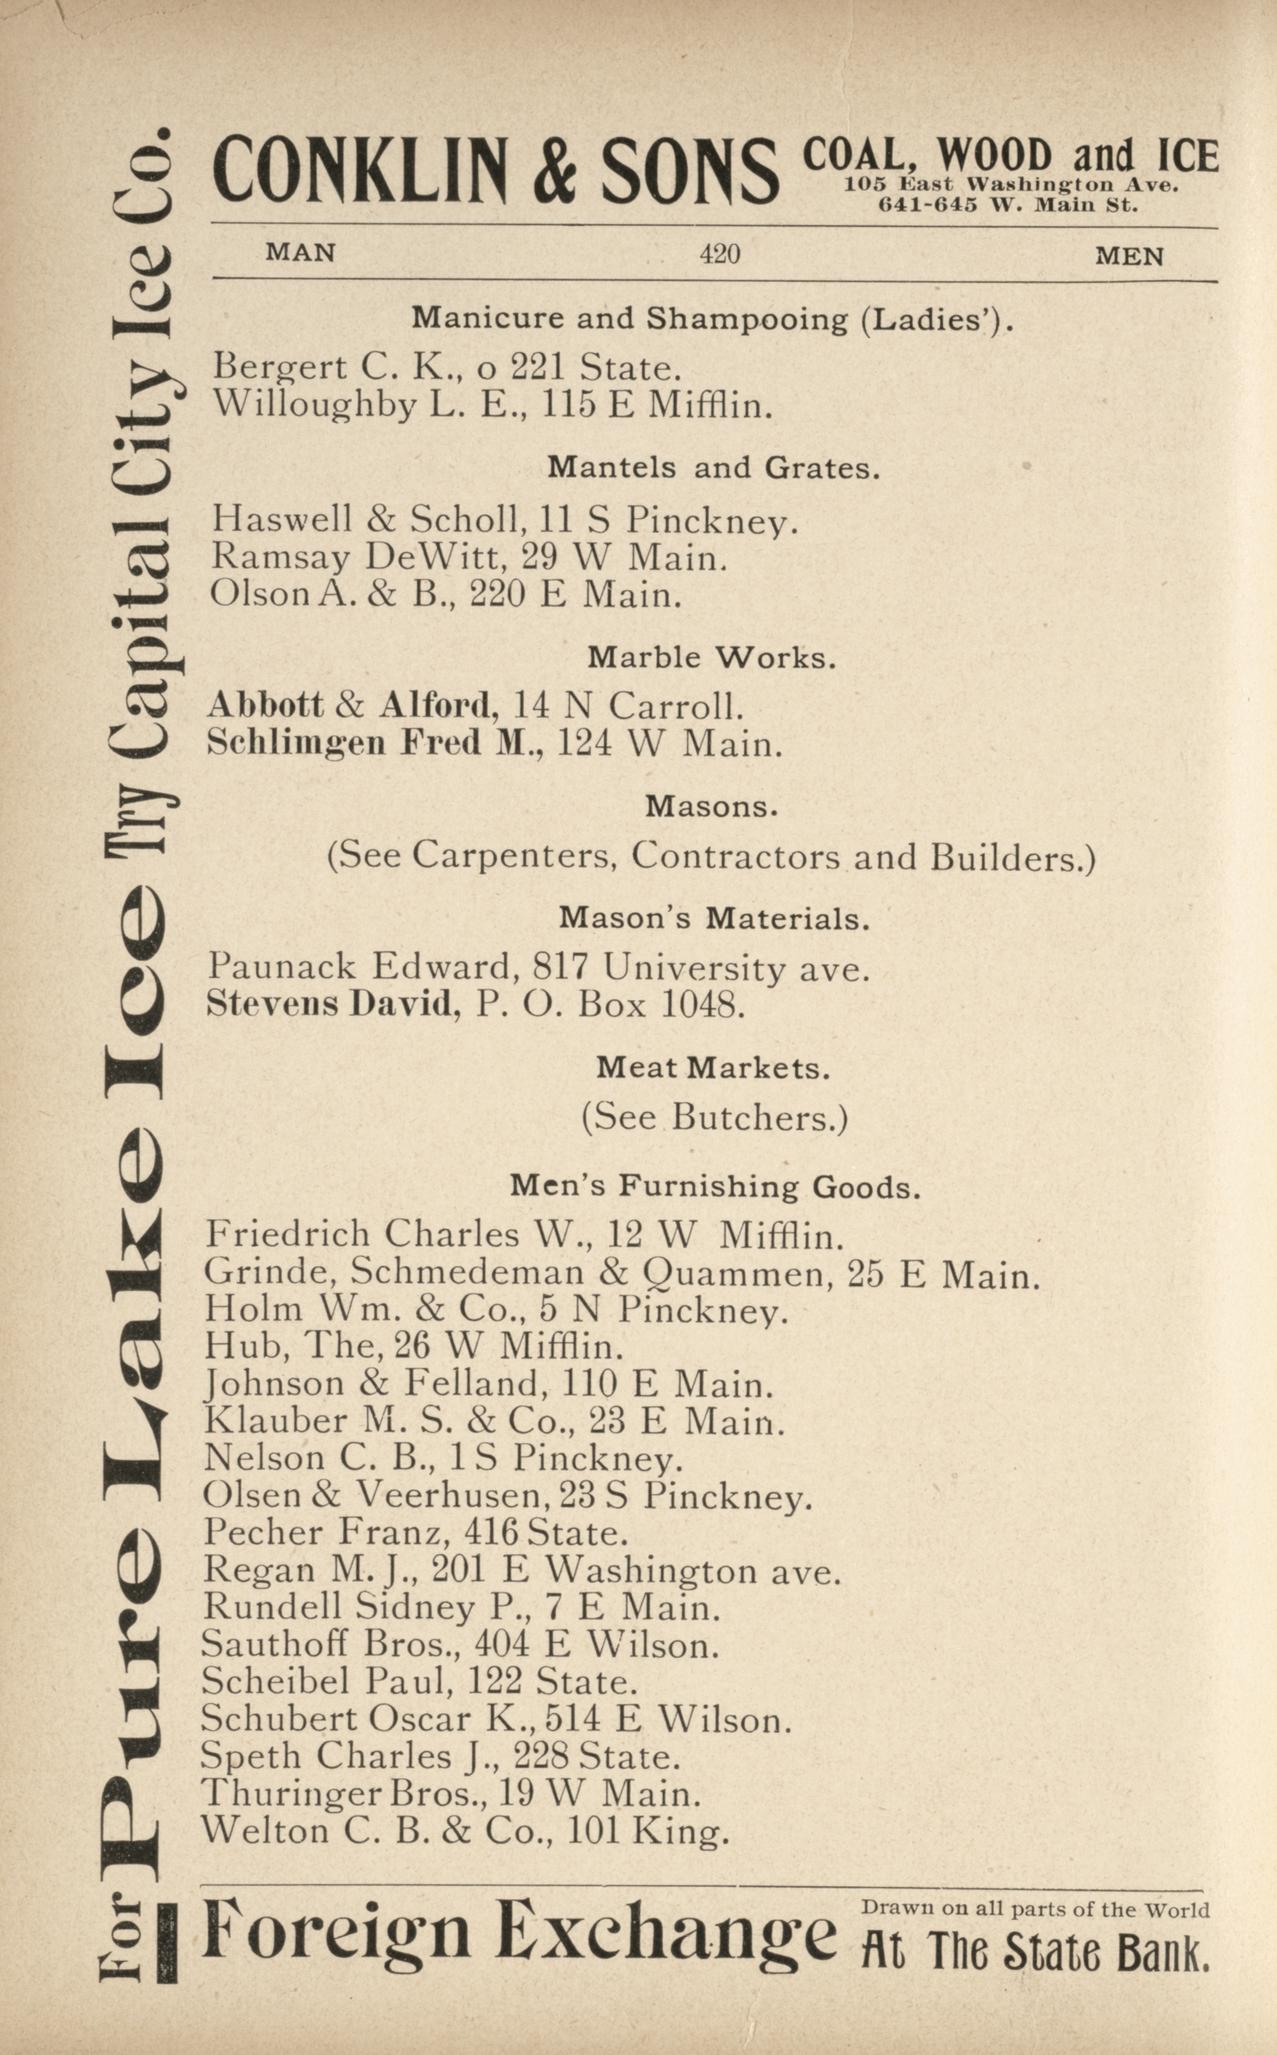 CONKLIN & SONS COAL, WOOD and ICE
105 East Washington Ave.
641-645 W. Main St.
MAN 420 MEN
Manicure and Shampooing (Ladies').
Bergert C. K., o 221 State.
Willoughby L. E., 115 E Mifflin.
Mantels and Grates.
Haswell & Scholl, 11 S Pinckney.
Ramsay DeWitt, 29 W Main.
Olson A. & B., 220 E Main.
Marble Works.
Abbott & Alford, 14 N Carroll.
Schlimgen Fred M., 124 W Main.
Masons.
(See Carpenters, Contractors and Builders.)
Mason's Materials.
Paunack Edward, 817 University ave.
Stevens David, P. O. Box 1048.
Meat Markets.
(See Butchers.)
Men's Furnishing Goods.
Friedrich Charles W., 12 W Mifflin.
Grinde, Schmedeman & Quammen, 25 E Main.
Holm Wm. & Co., 5 N Pinckney.
Hub, The, 26 W Mifflin.
Johnson & Felland, 110 E Main.
Klauber M. S. & Co., 23 E Main.
Nelson C. B., 1 S Pinckney.
Olsen & Veerhusen, 23 S Pinckney.
Pecher Franz, 416 State.
Regan M. J., 201 E Washington ave.
Rundell Sidney P., 7 E Main.
Sauthoff Bros., 404 E Wilson.
Scheibel Paul, 122 State.
Schubert Oscar K., 514 E Wilson.
Speth Charles J., 228 State.
Thuringer Bros., 19 W Main.
Welton C. B. & Co., 101 King.
Foreign Exchange Drawn on all parts of the World
At The State Bank.
For Pure Lake Ice Try Capital City Ice Co.